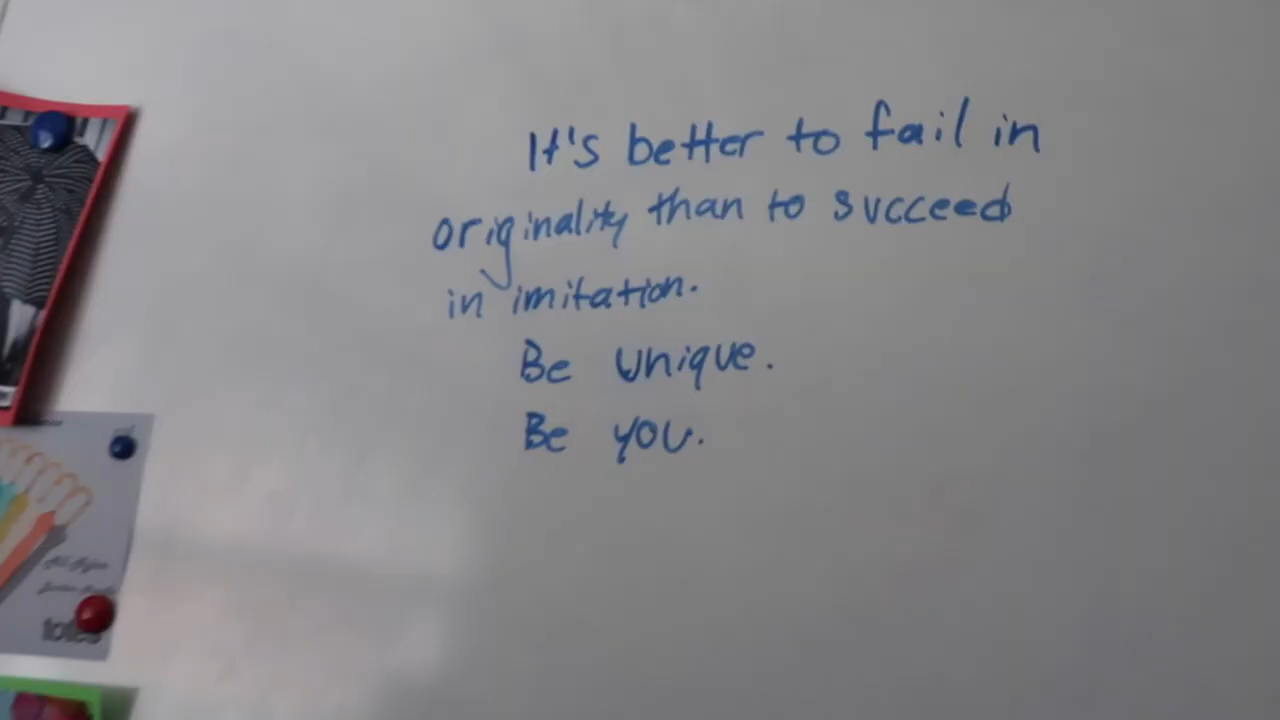 It's better to fail in
originality than to succeed
in imitation.
Be unique.
Be you.